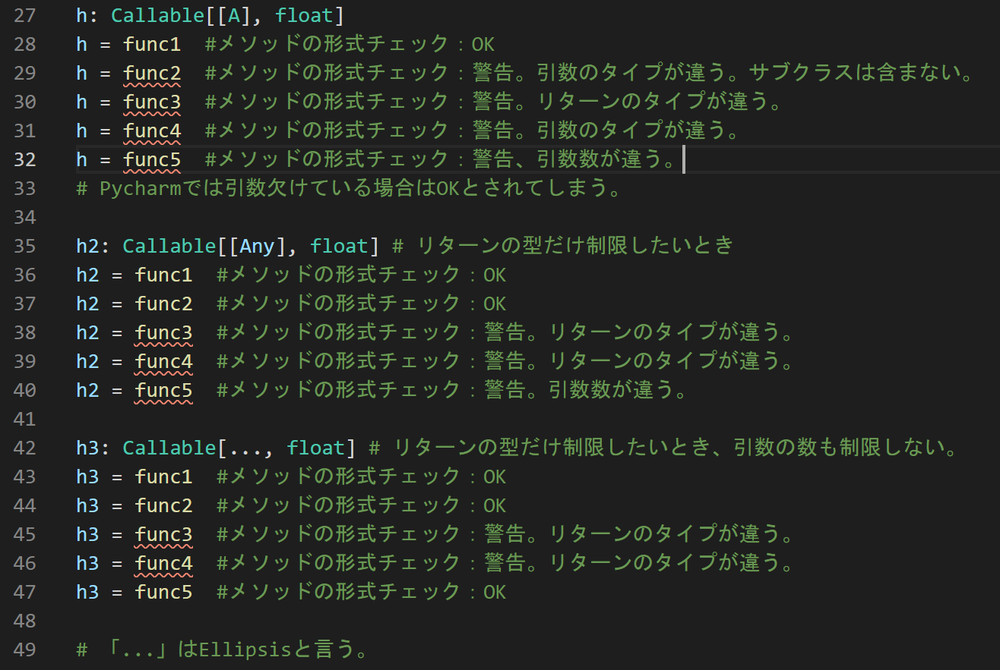 27 h: Callable[[A], float]
28 h = func1  #メソッドの形式チェック：OK
29 h = func2  #メソッドの形式チェック：警告。引数のタイプが違う。サブクラスは含まない。
30 h = func3  #メソッドの形式チェック：警告。リターンのタイプが違う。
31 h = func4  #メソッドの形式チェック：警告。引数のタイプが違う。
32 h = func5  #メソッドの形式チェック：警告、引数数が違う。
33 # Pycharmでは引数欠けている場合はOKとされてしまう。
34
35 h2: Callable[[Any], float] # リターンの型だけ制限したいとき
36 h2 = func1  #メソッドの形式チェック：OK
37 h2 = func2  #メソッドの形式チェック：OK
38 h2 = func3  #メソッドの形式チェック：警告。リターンのタイプが違う。
39 h2 = func4  #メソッドの形式チェック：警告。リターンのタイプが違う。
40 h2 = func5  #メソッドの形式チェック：警告。引数数が違う。
41
42 h3: Callable[..., float] # リターンの型だけ制限したいとき、引数の数も制限しない。
43 h3 = func1  #メソッドの形式チェック：OK
44 h3 = func2  #メソッドの形式チェック：OK
45 h3 = func3  #メソッドの形式チェック：警告。リターンのタイプが違う。
46 h3 = func4  #メソッドの形式チェック：警告。リターンのタイプが違う。
47 h3 = func5  #メソッドの形式チェック：OK
48
49 # 「...」はEllipsisと言う。